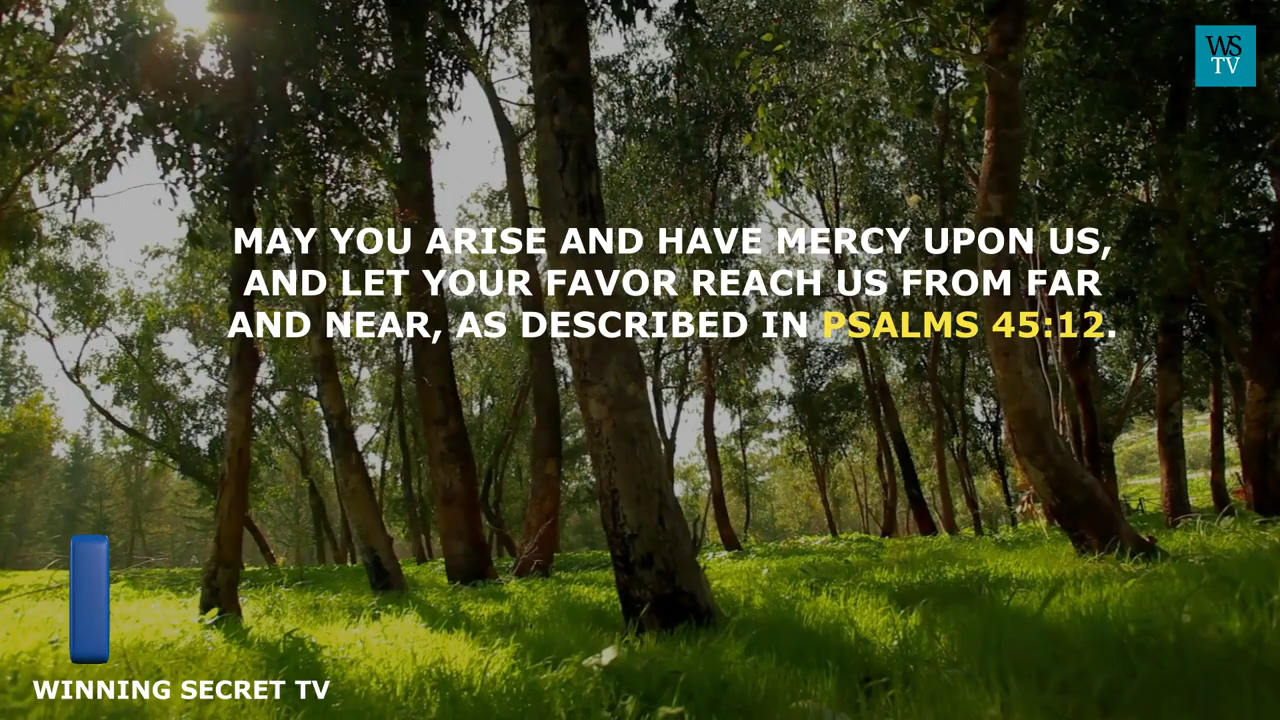 WS
TV
MAY YOU ARISE AND HAVE MERCY UPON US,
AND LET YOUR FAVOR REACH US FROM FAR
AND NEAR, AS DESCRIBED IN PSALMS 45:12.
WINNING SECRET TV